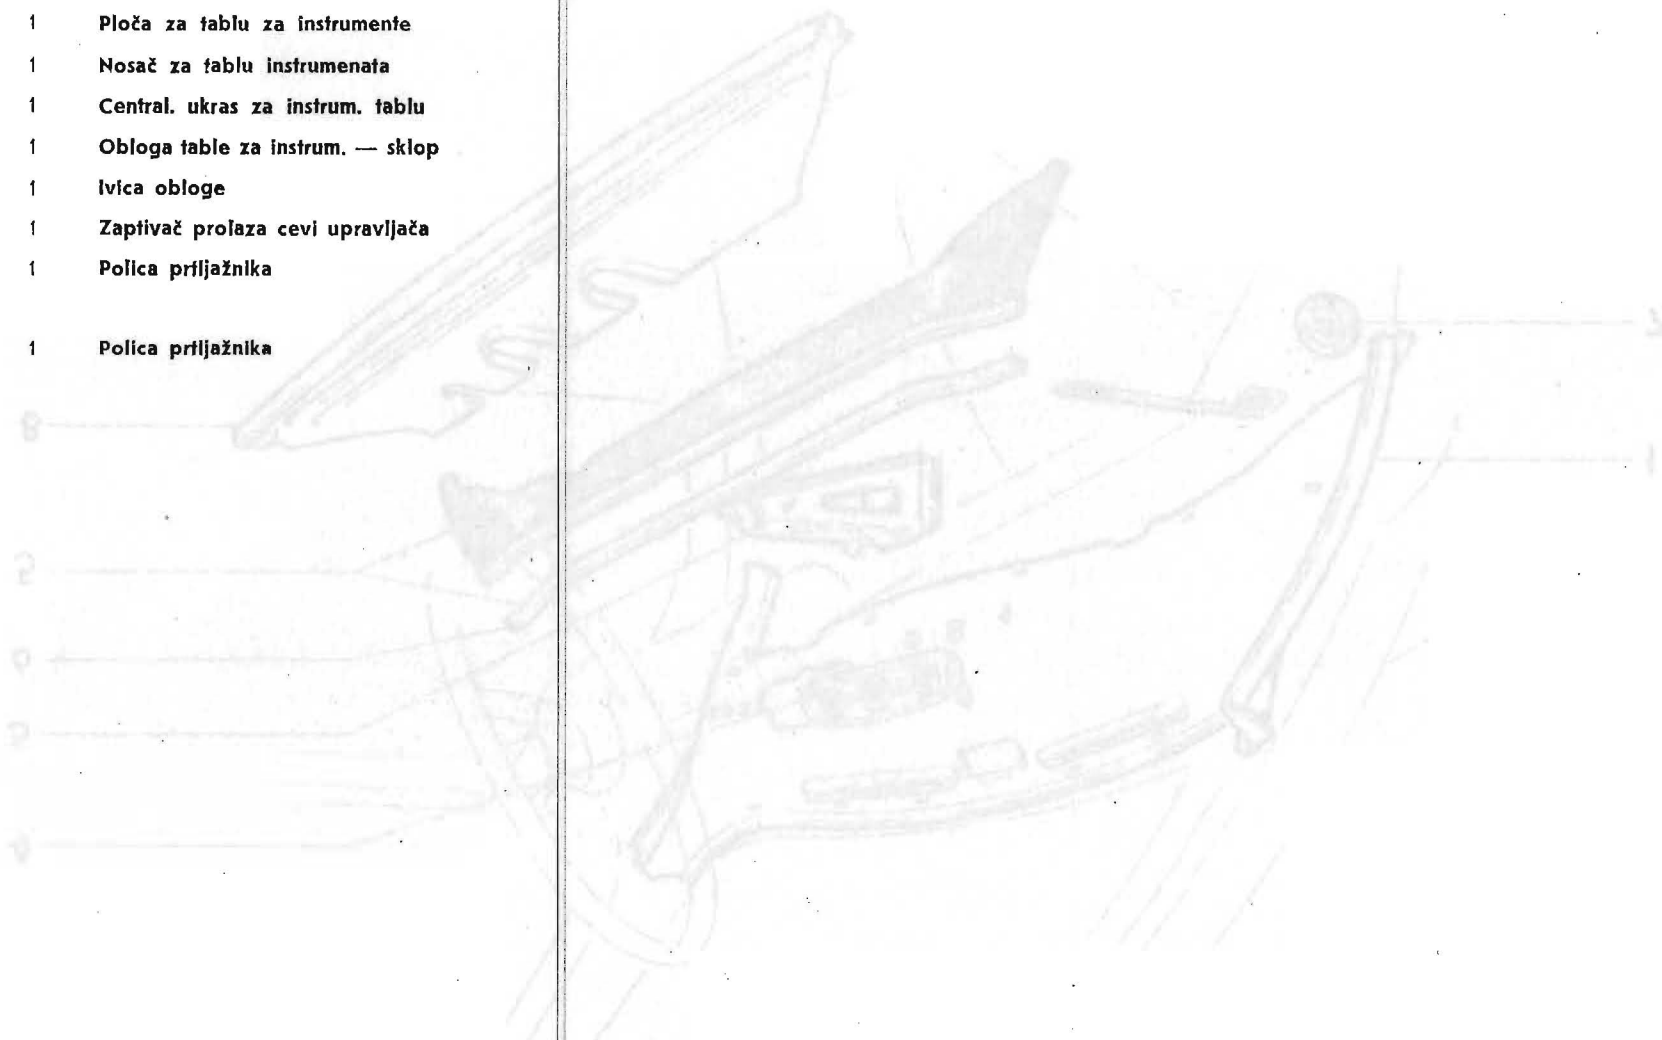 1 Ploča za tablu za instrumente
1 Nosač za tablu instrumenata
1 Central. ukras za instrum. tablu
1 Obloga table za instrum. — sklop
1 Ivica obloge
1 Zaptivač prolaza cevi upravljača
1 Polica prtljažnika
1 Polica prtljažnika